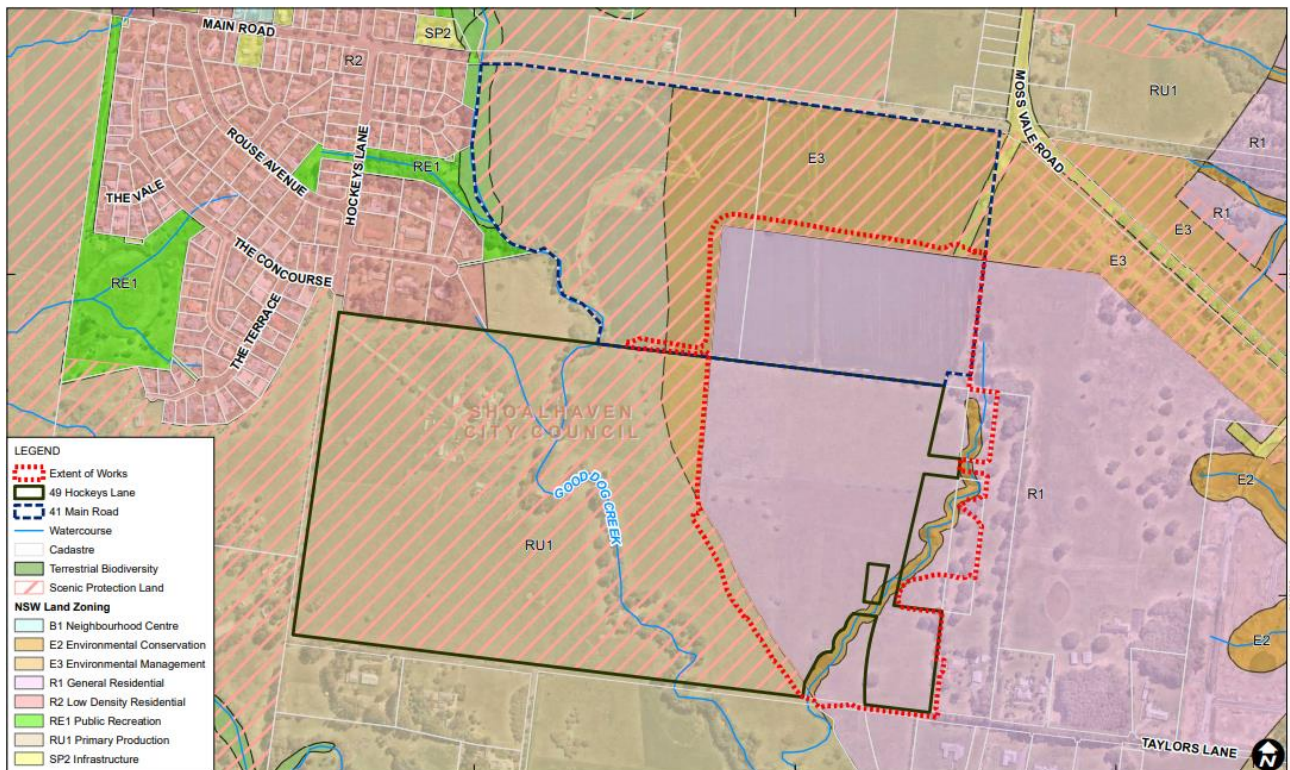 MAIN ROAD
SP2
R2
MOSS VALE ROAD
RU1
R1
E3
ROUSE AVENUE
HOCKEYS LANE
RE1
THE VALE
R1
E3
THE CONCOURSE
E3
RE1
THE TERRACE
SHOALHAVEN
CITY COUNCIL
GOOD DOG CREEK
RU1
R1
E2
E2
TAYLORS LANE
LEGEND
Extent of Works
49 Hockeys Lane
41 Main Road
Watercourse
Cadastre
Terrestrial Biodiversity
Scenic Protection Land
NSW Land Zoning
B1 Neighbourhood Centre
E2 Environmental Conservation
E3 Environmental Management
R1 General Residential
R2 Low Density Residential
RE1 Public Recreation
RU1 Primary Production
SP2 Infrastructure
N